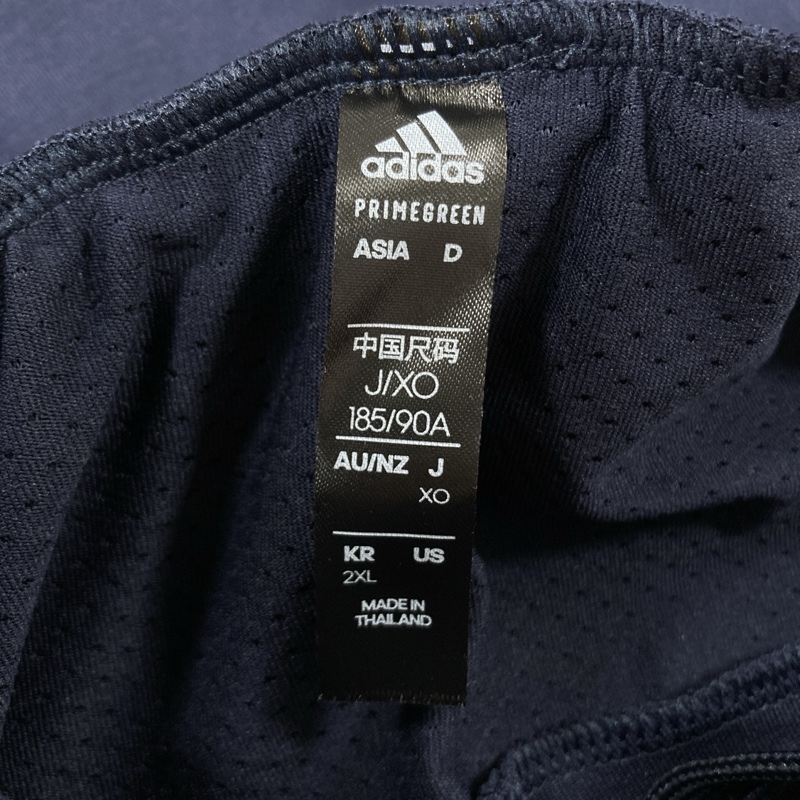 adidas
PRIMEGREEN
ASIA D
中国尺码
J/XO
185/90A
AU/NZ J
XO
KR US
2XL
MADE IN
THAILAND